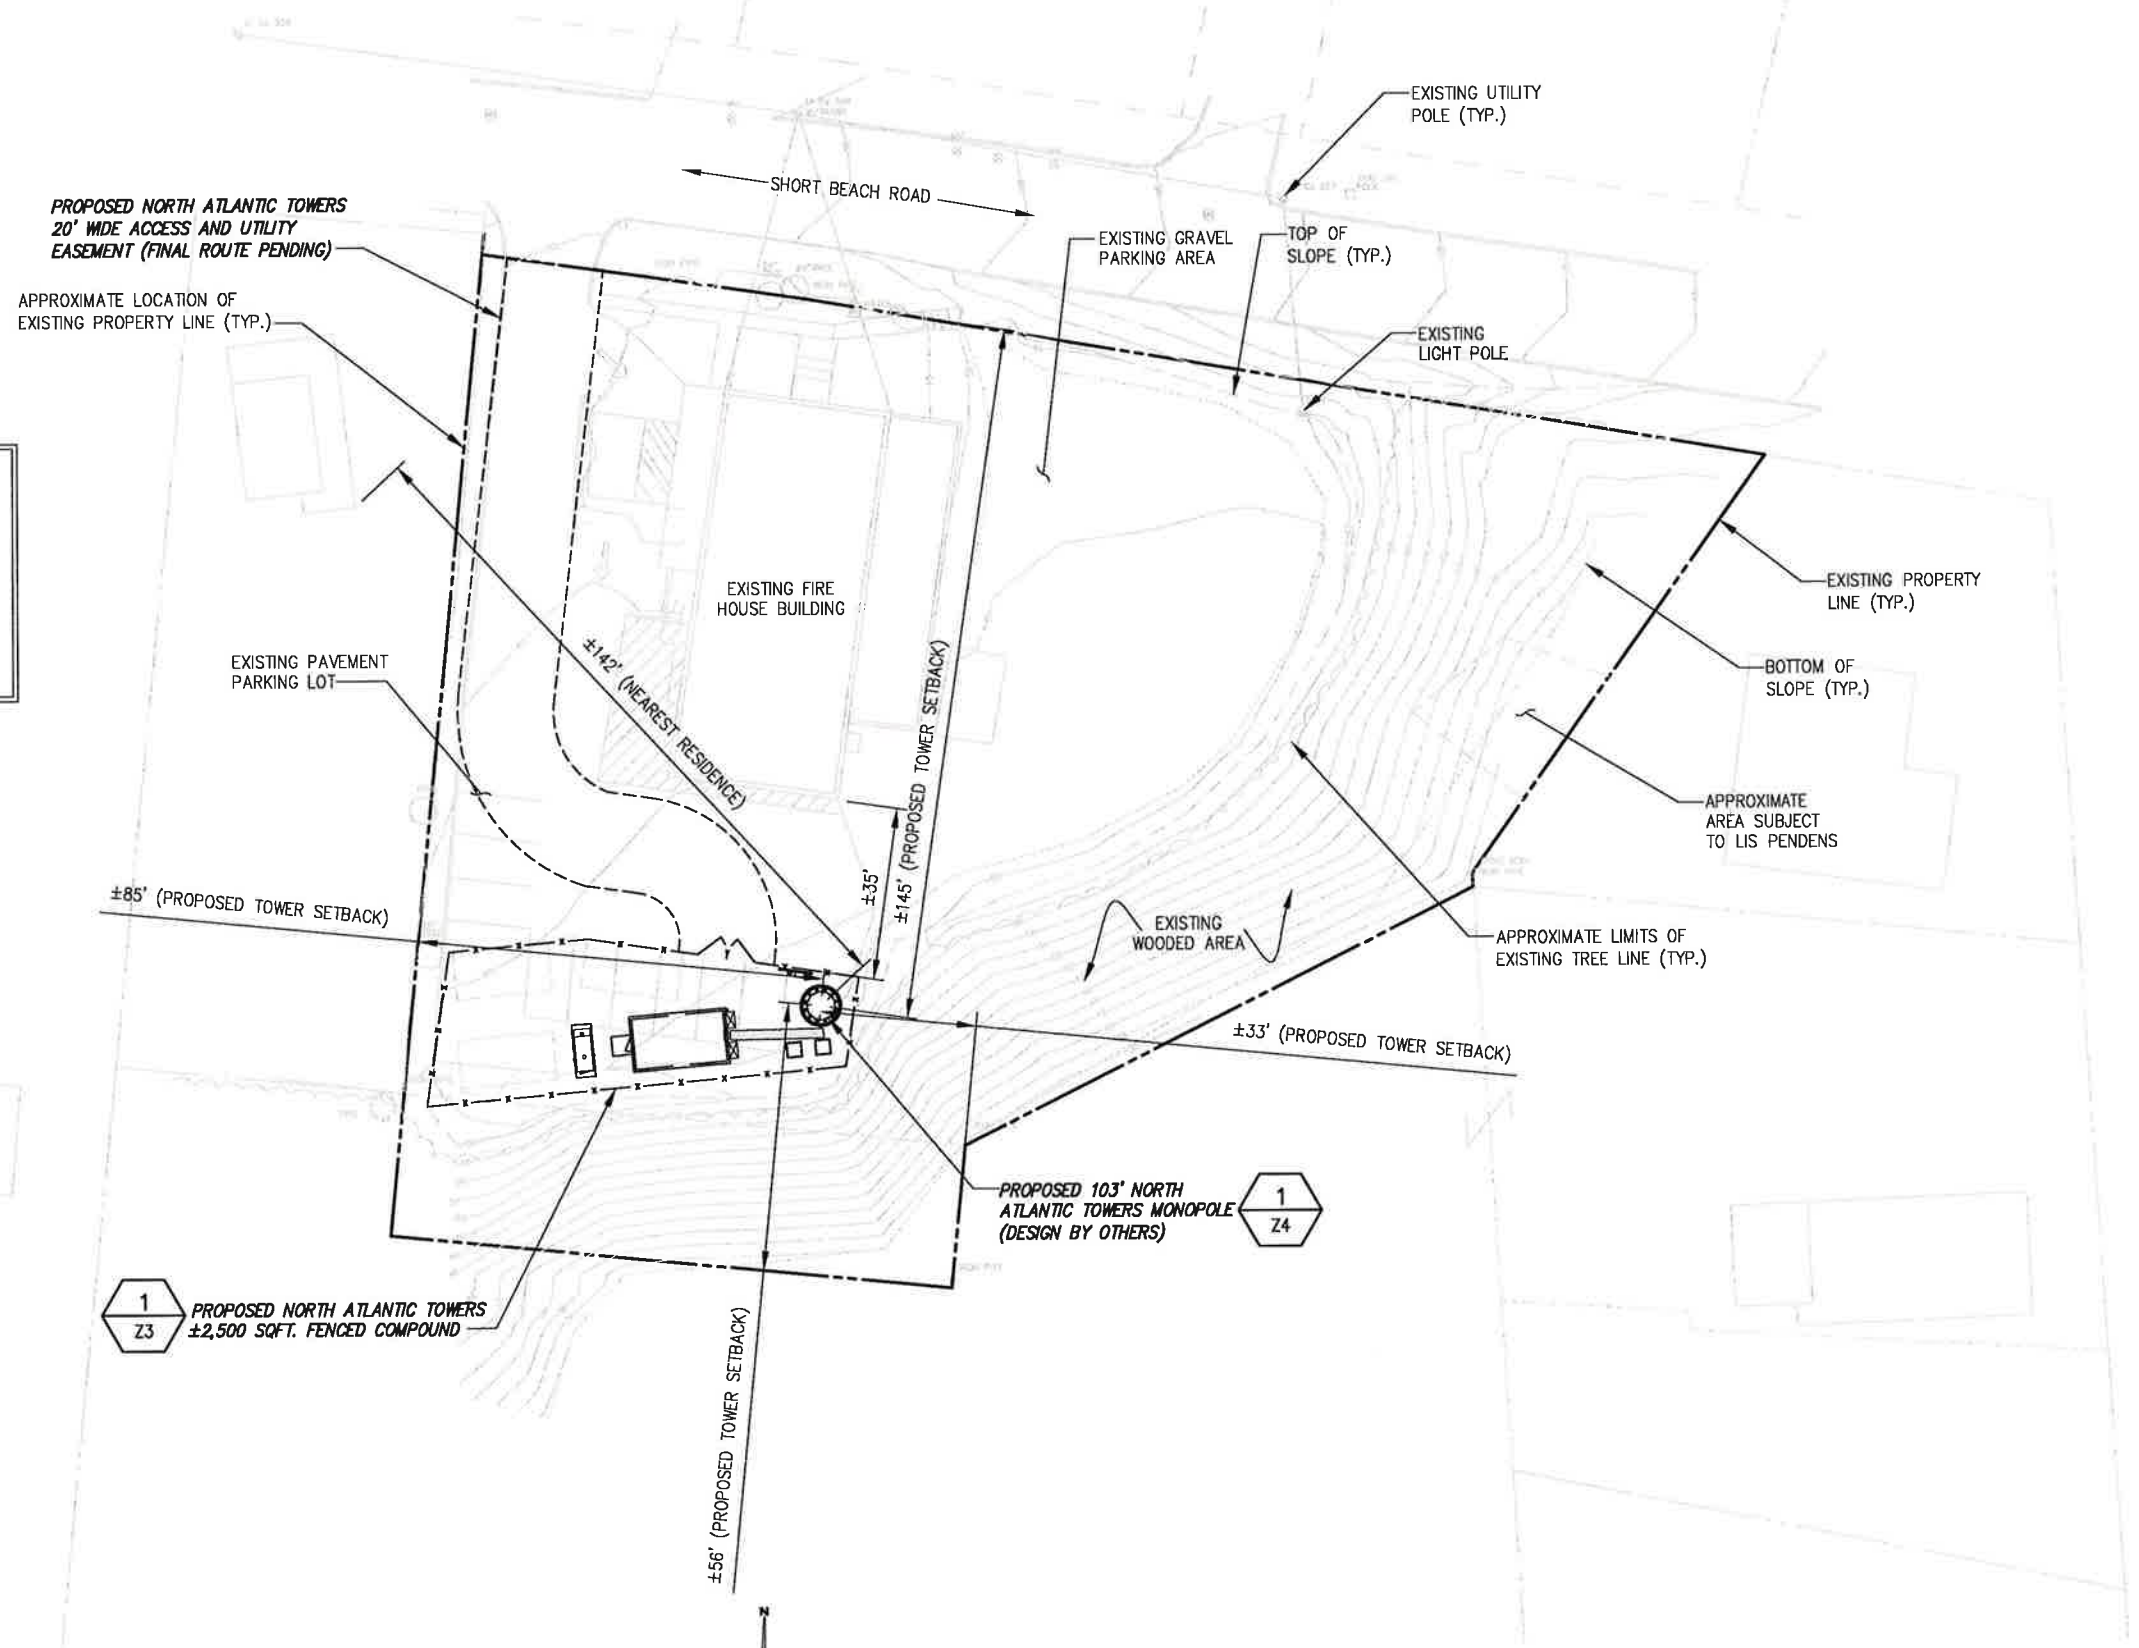 EXISTING UTILITY
POLE (TYP.)
SHORT BEACH ROAD
PROPOSED NORTH ATLANTIC TOWERS
20' WIDE ACCESS AND UTILITY
EASEMENT (FINAL ROUTE PENDING)
EXISTING GRAVEL
PARKING AREA
TOP OF
SLOPE (TYP.)
APPROXIMATE LOCATION OF
EXISTING PROPERTY LINE (TYP.)
EXISTING
LIGHT POLE
EXISTING FIRE
HOUSE BUILDING
EXISTING PROPERTY
LINE (TYP.)
EXISTING PAVEMENT
PARKING LOT
±142' (NEAREST RESIDENCE)
±145' (PROPOSED TOWER SETBACK)
BOTTOM OF
SLOPE (TYP.)
APPROXIMATE
AREA SUBJECT
TO LIS PENDENS
±35'
±85' (PROPOSED TOWER SETBACK)
EXISTING
WOODED AREA
APPROXIMATE LIMITS OF
EXISTING TREE LINE (TYP.)
±33' (PROPOSED TOWER SETBACK)
PROPOSED 103' NORTH
ATLANTIC TOWERS MONOPOLE
(DESIGN BY OTHERS)
1
Z4
1
Z3
PROPOSED NORTH ATLANTIC TOWERS
±2,500 SQFT. FENCED COMPOUND
±56' (PROPOSED TOWER SETBACK)
N